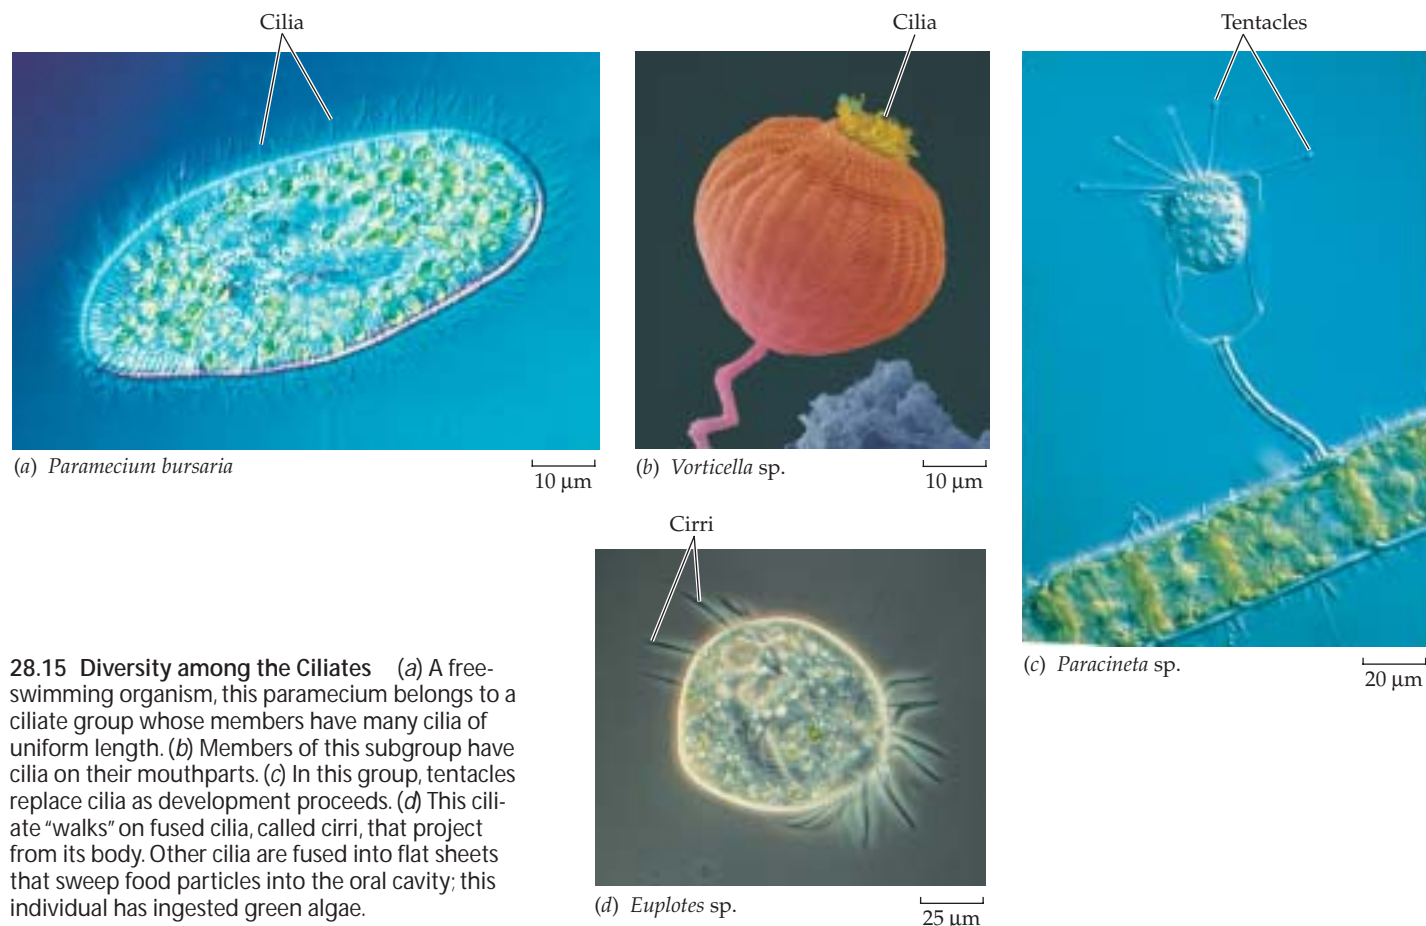 Cilia
Cilia
Tentacles
(a) Paramecium bursaria
10 µm
(b) Vorticella sp.
10 µm
Cirri
(c) Paracineta sp.
20 µm
28.15 Diversity among the Ciliates (a) A free-
swimming organism, this paramecium belongs to a
ciliate group whose members have many cilia of
uniform length. (b) Members of this subgroup have
cilia on their mouthparts. (c) In this group, tentacles
replace cilia as development proceeds. (d) This cili-
ate “walks” on fused cilia, called cirri, that project
from its body. Other cilia are fused into flat sheets
that sweep food particles into the oral cavity; this
individual has ingested green algae.
(d) Euplotes sp.
25 µm